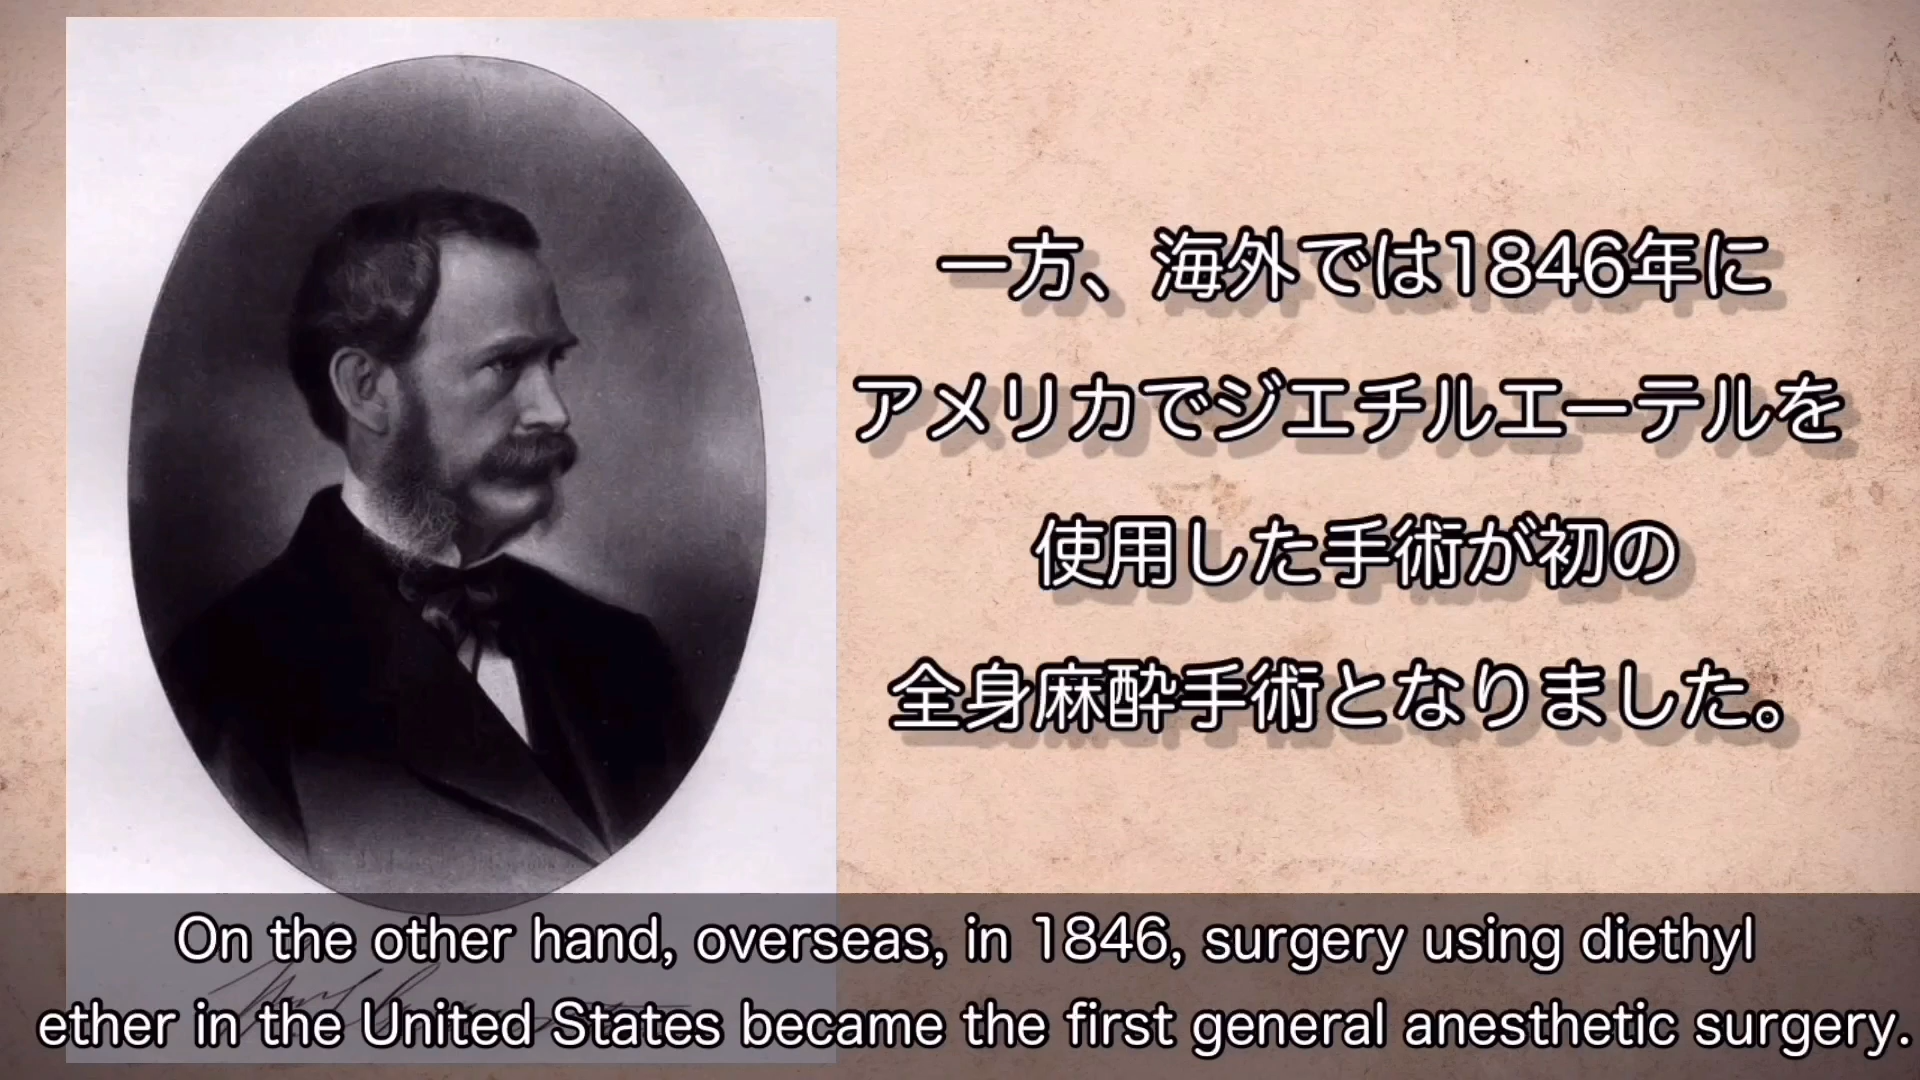 一方、海外では1846年に
アメリカでジエチルエーテルを
使用した手術が初の
全身麻酔手術となりました。
On the other hand, overseas, in 1846, surgery using diethyl
ether in the United States became the first general anesthetic surgery.